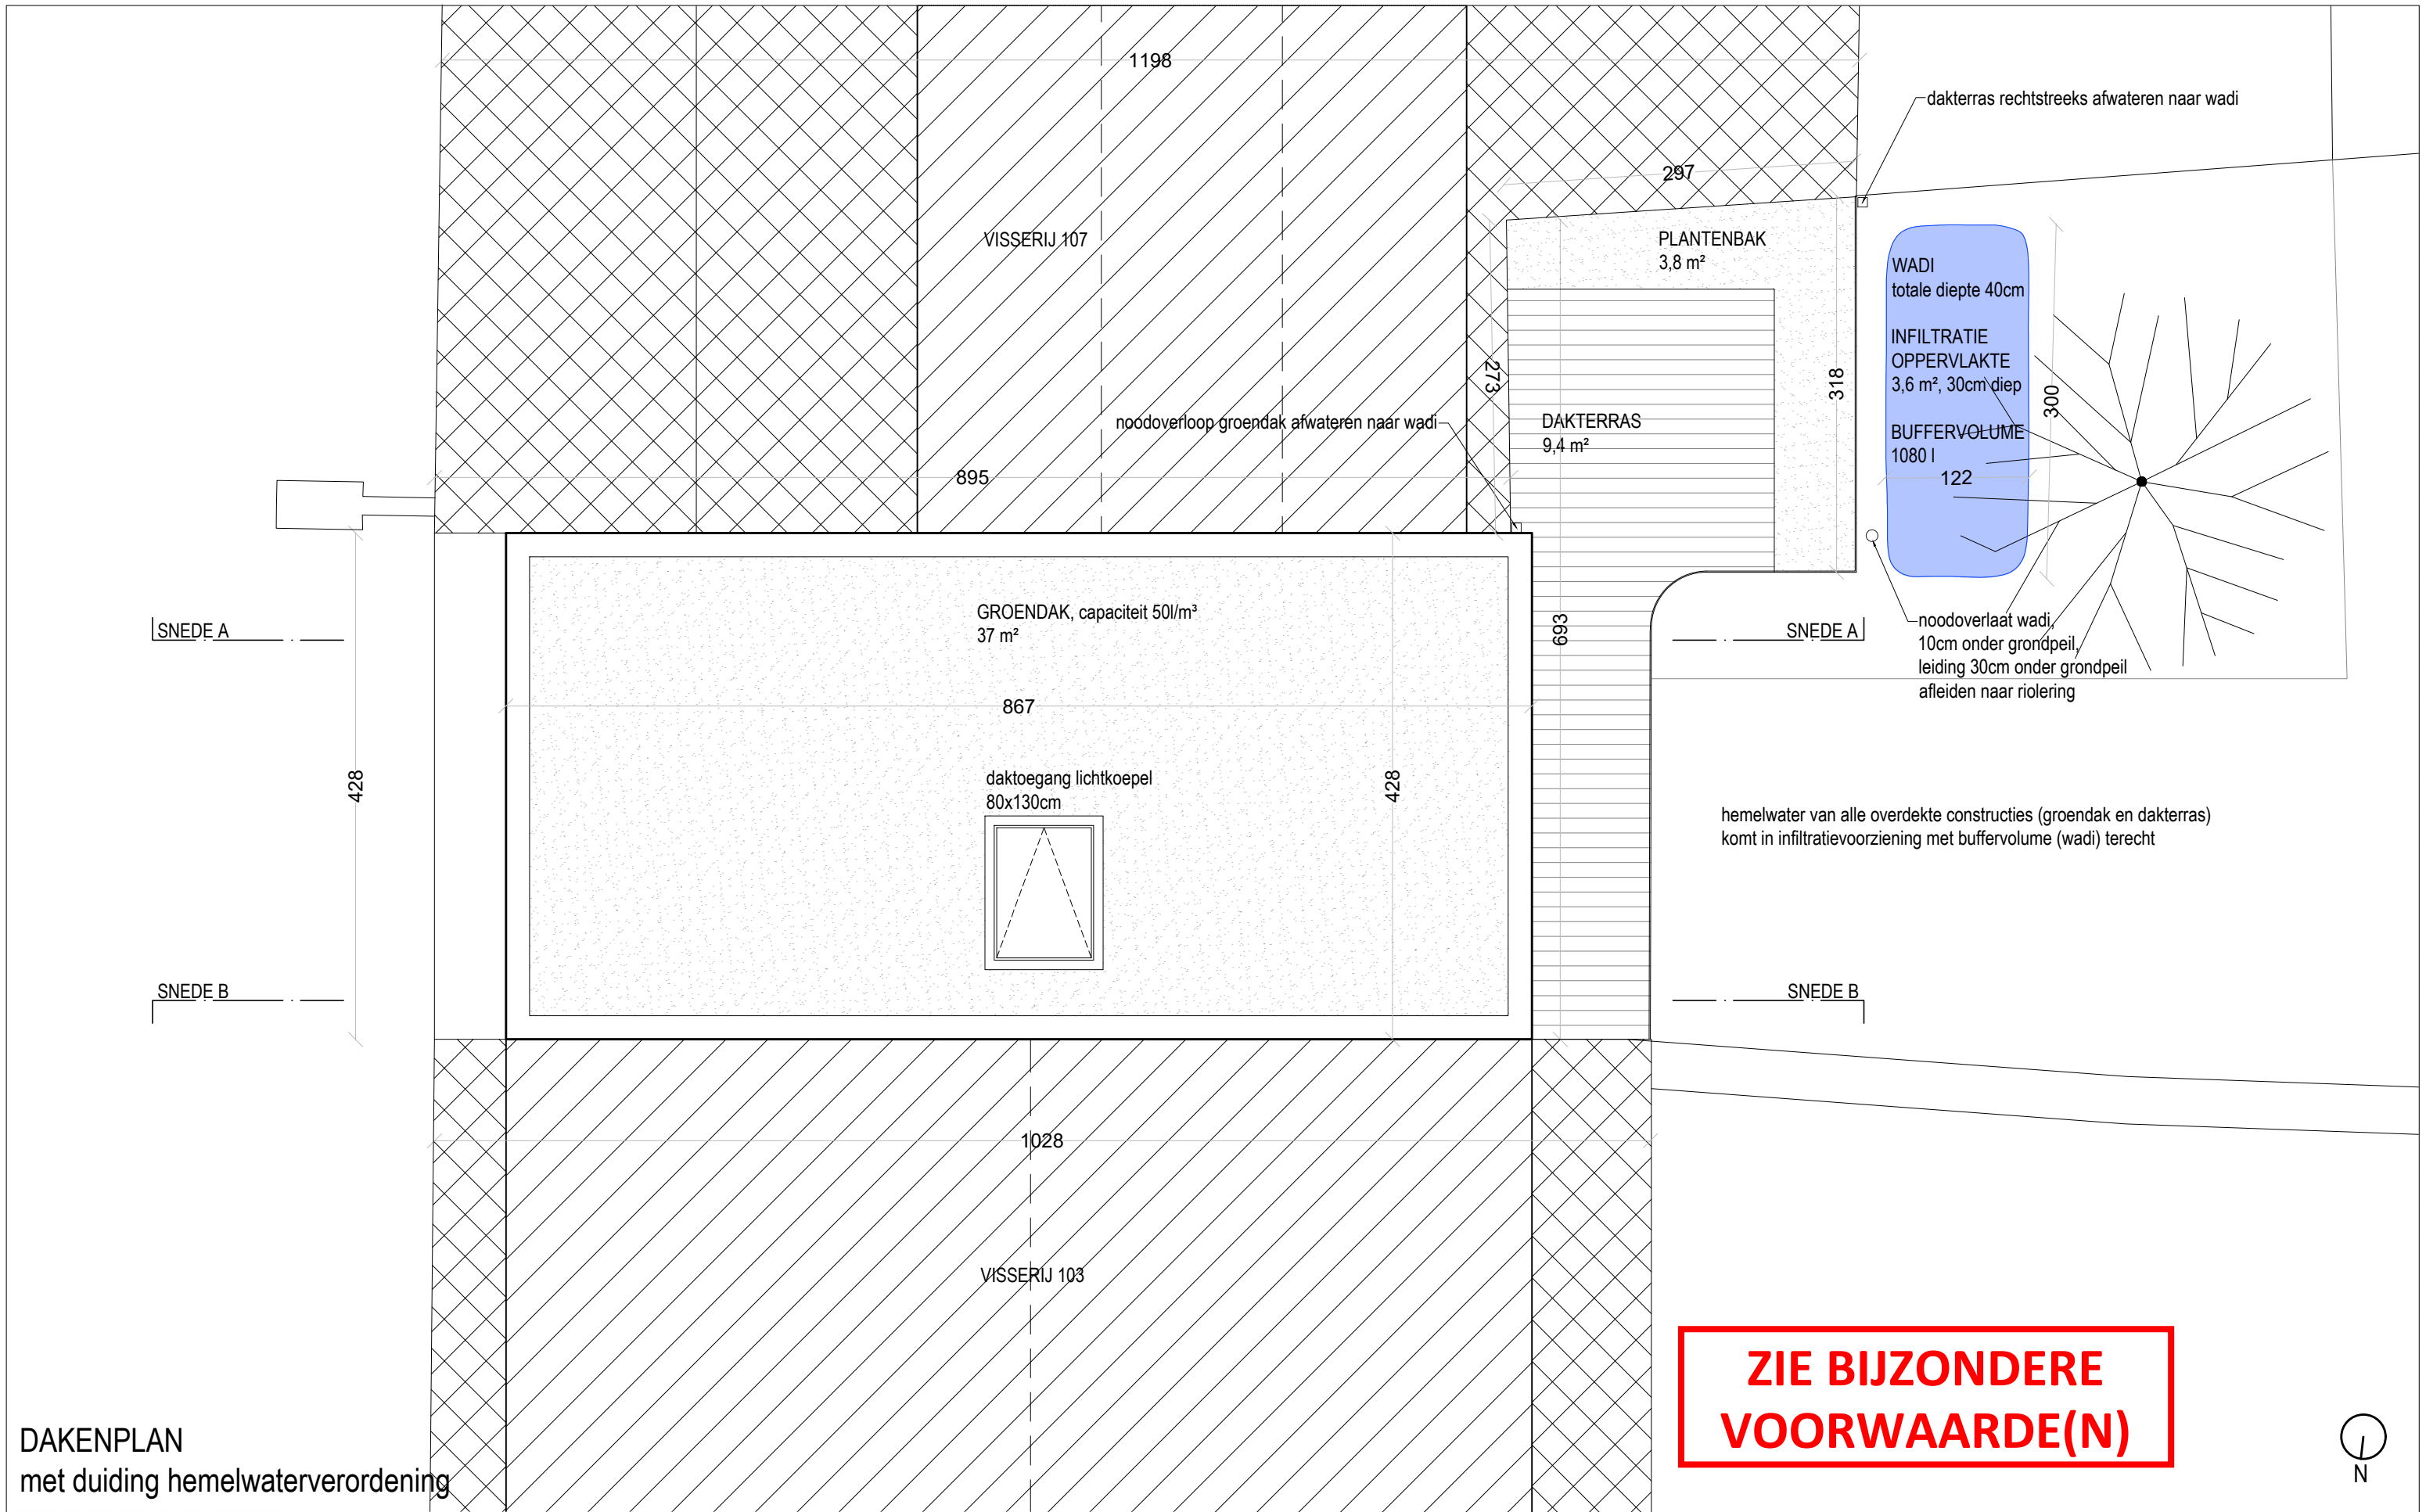 1198
dakterras rechtstreeks afwateren naar wadi
297
VISSERIJ 107
PLANTENBAK
3,8 m²
WADI
totale diepte 40cm
INFILTRATIE
OPPERVLAKTE
3,6 m², 30cm diep
BUFFERVOLUME
1080 l
122
300
318
273
noodoverloop groendak afwateren naar wadi
DAKTERRAS
9,4 m²
895
GROENDAK, capaciteit 50l/m³
37 m²
SNEDE A
693
SNEDE A
noodoverlaat wadi,
10cm onder grondpeil,
leiding 30cm onder grondpeil
afleiden naar riolering
867
428
daktoegang lichtkoepel
80x130cm
428
hemelwater van alle overdekte constructies (groendak en dakterras)
komt in infiltratievoorziening met buffervolume (wadi) terecht
SNEDE B
SNEDE B
1028
VISSERIJ 103
ZIE BIJZONDERE
VOORWAARDE(N)
DAKENPLAN
met duiding hemelwaterverordening
N